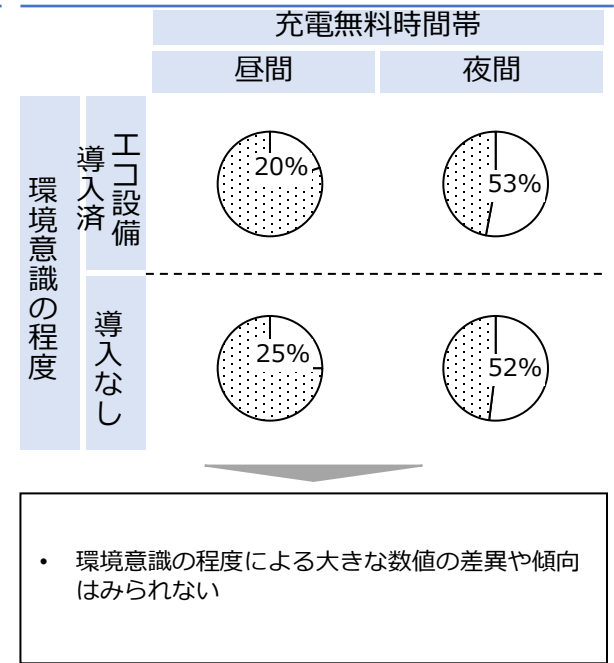 充電無料時間帯
昼間
夜間
環境意識の程度
エコ設備
導入済
20%
53%
導入なし
25%
52%
• 環境意識の程度による大きな数値の差異や傾向
はみられない